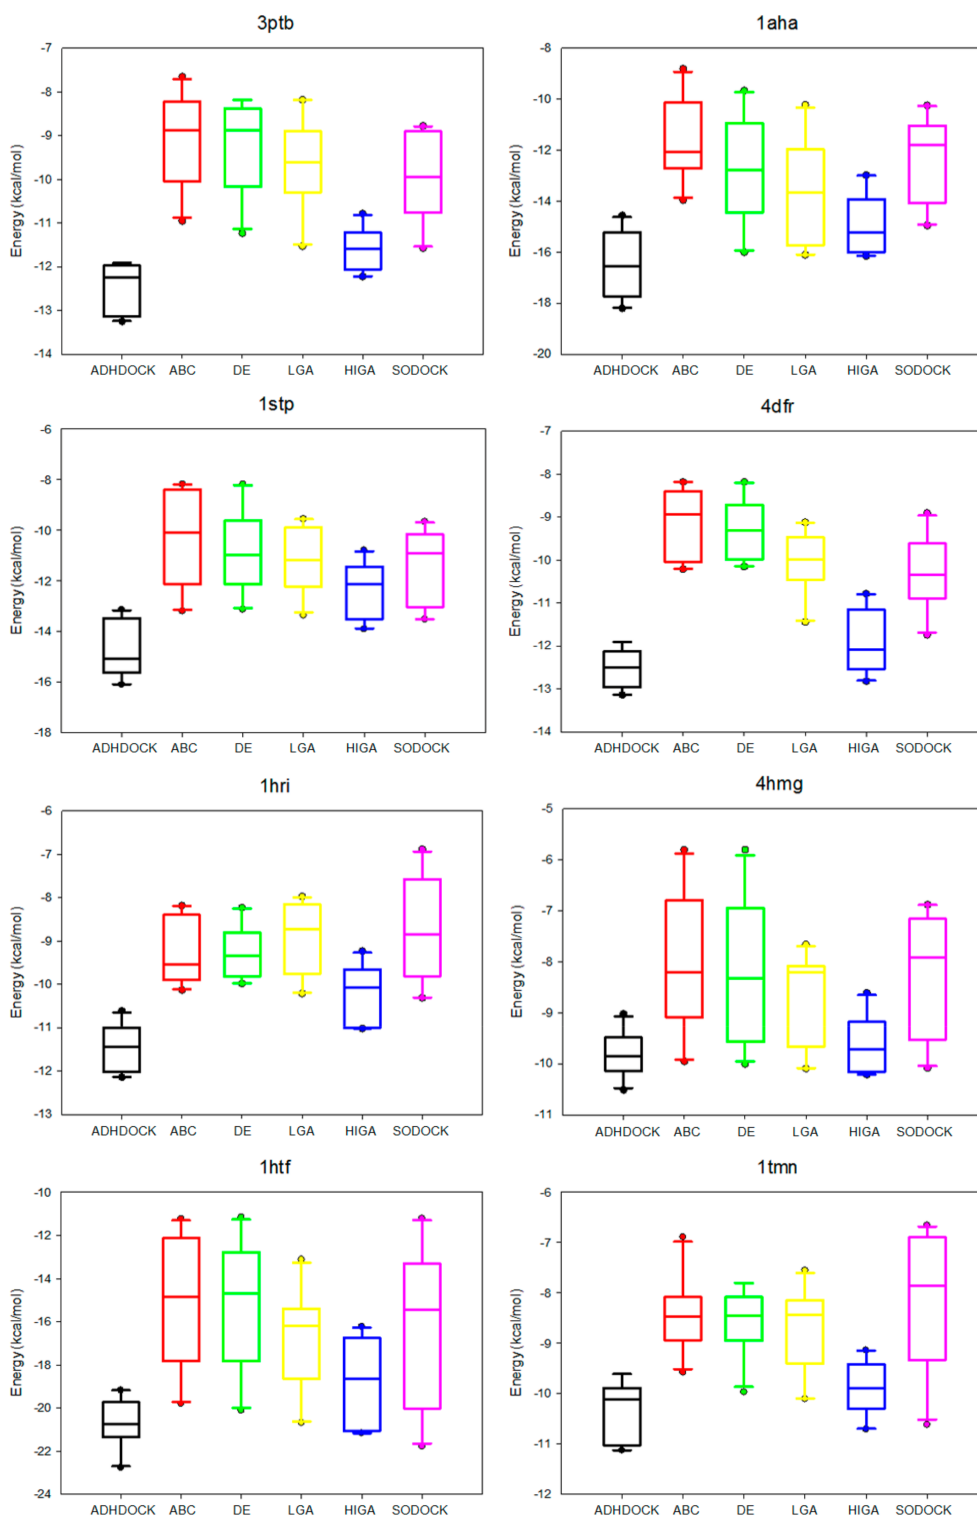 3ptb
-7
-8
-9
-10
-11
-12
-13
-14
Energy (kcal/mol)
ADHDOCK ABC DE LGA HIGA SODOCK
1aha
-8
-10
-12
-14
-16
-18
-20
Energy (kcal/mol)
ADHDOCK ABC DE LGA HIGA SODOCK
1stp
-6
-8
-10
-12
-14
-16
-18
Energy (kcal/mol)
ADHDOCK ABC DE LGA HIGA SODOCK
4dfr
-7
-8
-9
-10
-11
-12
-13
-14
Energy (kcal/mol)
ADHDOCK ABC DE LGA HIGA SODOCK
1hri
-6
-7
-8
-9
-10
-11
-12
-13
Energy (kcal/mol)
ADHDOCK ABC DE LGA HIGA SODOCK
4hmg
-5
-6
-7
-8
-9
-10
-11
Energy (kcal/mol)
ADHDOCK ABC DE LGA HIGA SODOCK
1htf
-10
-12
-14
-16
-18
-20
-22
-24
Energy (kcal/mol)
ADHDOCK ABC DE LGA HIGA SODOCK
1tmn
-6
-7
-8
-9
-10
-11
-12
Energy (kcal/mol)
ADHDOCK ABC DE LGA HIGA SODOCK